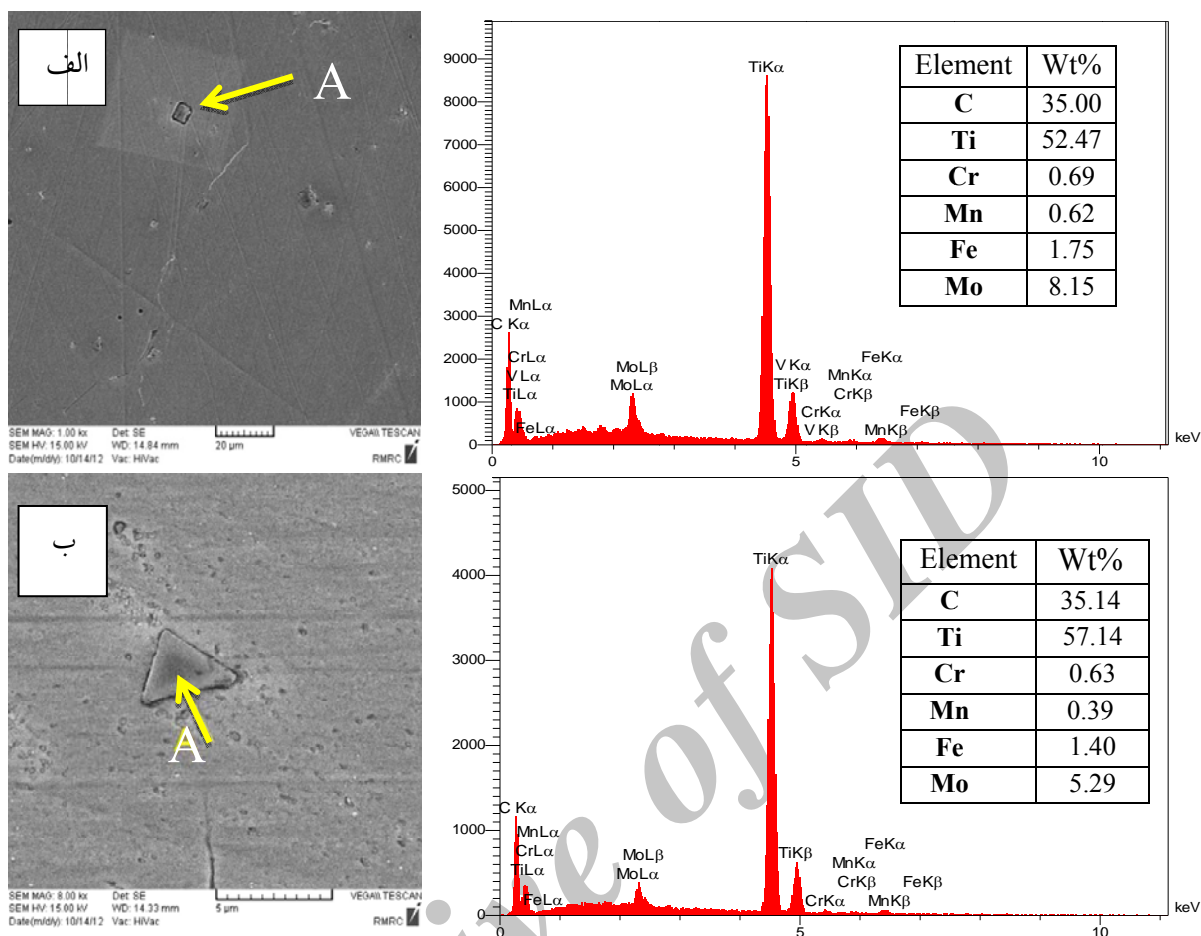 الف
A
SEM MAG: 1.00 kx Det: SE
SEM HV: 15.00 kV WD: 14.84 mm 20 µm VEGA\\ TESCAN
Date(m/d/y): 10/14/12 Vac: HiVac RMRC
9000
8000
7000
6000
5000
4000
3000
2000
1000
0
TiKα
MnLα
C Kα
CrLα
VLα
TiLα
FeLα
MoLβ
MoLα
V Kα
TiKβ
FeKα
MnKα
CrKβ
CrKα
V Kβ
FeKβ
MnKβ
0 5 10 keV
Element Wt%
C 35.00
Ti 52.47
Cr 0.69
Mn 0.62
Fe 1.75
Mo 8.15
ب
A
SEM MAG: 8.00 kx Det: SE
SEM HV: 15.00 kV WD: 14.33 mm 5 µm VEGA\\ TESCAN
Date(m/d/y): 10/14/12 Vac: HiVac RMRC
5000
4000
3000
2000
1000
0
TiKα
C Kα
MnLα
CrLα
TiLα
FeLα
MoLβ
MoLα
TiKβ
FeKα
MnKα
CrKβ
CrKα
FeKβ
MnKβ
0 5 10 keV
Element Wt%
C 35.14
Ti 57.14
Cr 0.63
Mn 0.39
Fe 1.40
Mo 5.29
ive of SID